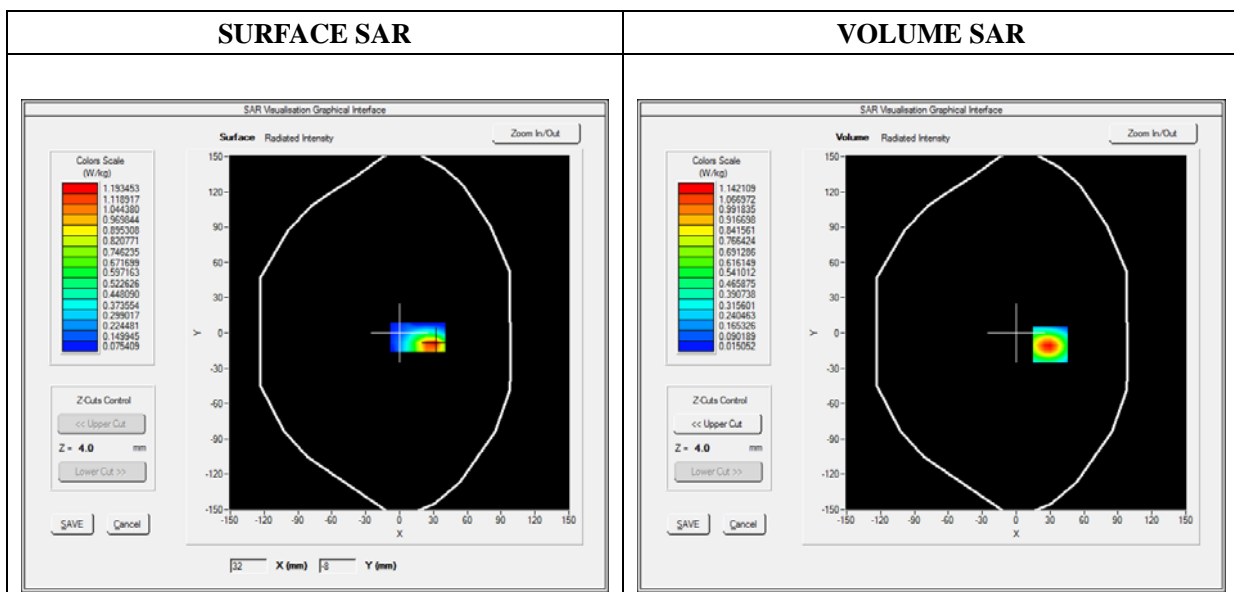 SURFACE SAR
VOLUME SAR
SAR Visualisation Graphical Interface
Surface Radiated Intensity
Zoom In/Out
Colors Scale
(W/kg)
1.193453
1.118917
1.044380
0.969844
0.895308
0.820771
0.746235
0.671699
0.597163
0.522626
0.448090
0.373554
0.299017
0.224481
0.149945
0.075409
Z-Cuts Control
<< Upper Cut
Z = 4.0 mm
Lower Cut >>
SAVE Cancel
150
120
90
60
30
0
-30
-60
-90
-120
-150
Y
-150 -120 -90 -60 -30 0 30 60 90 120 150
X
32 X (mm) -8 Y (mm)
SAR Visualisation Graphical Interface
Volume Radiated Intensity
Zoom In/Out
Colors Scale
(W/kg)
1.142109
1.066972
0.991835
0.916698
0.841561
0.766424
0.691286
0.616149
0.541012
0.465875
0.390738
0.315601
0.240463
0.165326
0.090189
0.015052
Z-Cuts Control
<< Upper Cut
Z = 4.0 mm
Lower Cut >>
SAVE Cancel
150
120
90
60
30
0
-30
-60
-90
-120
-150
Y
-150 -120 -90 -60 -30 0 30 60 90 120 150
X